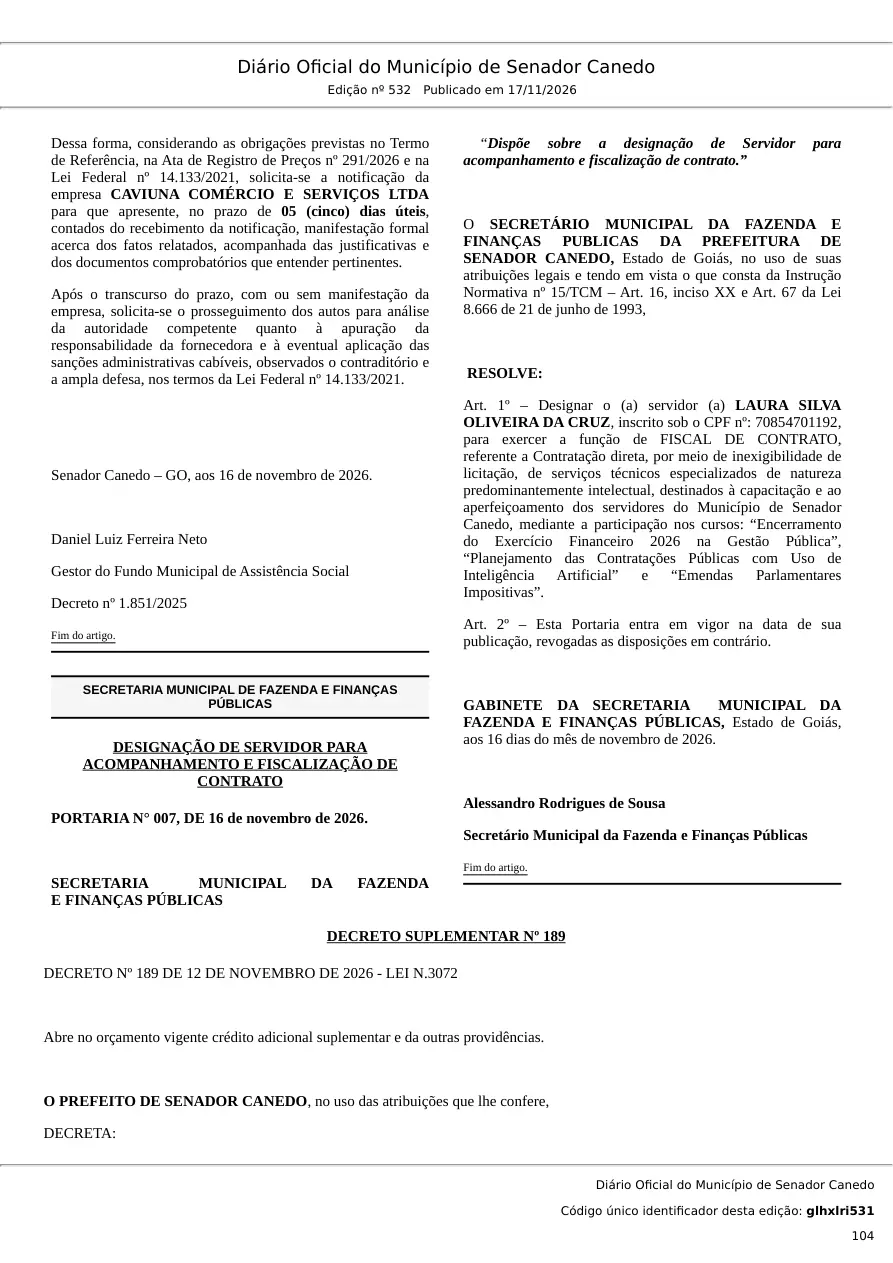 Diário Oficial do Município de Senador Canedo
Edição nº 532 Publicado em 17/11/2026
Dessa forma, considerando as obrigações previstas no Termo
de Referência, na Ata de Registro de Preços nº 291/2026 e na
Lei Federal nº 14.133/2021, solicita-se a notificação da
empresa CAVIUNA COMÉRCIO E SERVIÇOS LTDA
para que apresente, no prazo de 05 (cinco) dias úteis,
contados do recebimento da notificação, manifestação formal
acerca dos fatos relatados, acompanhada das justificativas e
dos documentos comprobatórios que entender pertinentes.
Após o transcurso do prazo, com ou sem manifestação da
empresa, solicita-se o prosseguimento dos autos para análise
da autoridade competente quanto à apuração da
responsabilidade da fornecedora e à eventual aplicação das
sanções administrativas cabíveis, observados o contraditório e
a ampla defesa, nos termos da Lei Federal nº 14.133/2021.
Senador Canedo – GO, aos 16 de novembro de 2026.
Daniel Luiz Ferreira Neto
Gestor do Fundo Municipal de Assistência Social
Decreto nº 1.851/2025
Fim do artigo.
SECRETARIA MUNICIPAL DE FAZENDA E FINANÇAS
PÚBLICAS
DESIGNAÇÃO DE SERVIDOR PARA
ACOMPANHAMENTO E FISCALIZAÇÃO DE
CONTRATO
PORTARIA N° 007, DE 16 de novembro de 2026.
SECRETARIA MUNICIPAL DA FAZENDA
E FINANÇAS PÚBLICAS
“Dispõe sobre a designação de Servidor para
acompanhamento e fiscalização de contrato.”
O SECRETÁRIO MUNICIPAL DA FAZENDA E
FINANÇAS PUBLICAS DA PREFEITURA DE
SENADOR CANEDO, Estado de Goiás, no uso de suas
atribuições legais e tendo em vista o que consta da Instrução
Normativa nº 15/TCM – Art. 16, inciso XX e Art. 67 da Lei
8.666 de 21 de junho de 1993,
RESOLVE:
Art. 1º – Designar o (a) servidor (a) LAURA SILVA
OLIVEIRA DA CRUZ, inscrito sob o CPF nº: 70854701192,
para exercer a função de FISCAL DE CONTRATO,
referente a Contratação direta, por meio de inexigibilidade de
licitação, de serviços técnicos especializados de natureza
predominantemente intelectual, destinados à capacitação e ao
aperfeiçoamento dos servidores do Município de Senador
Canedo, mediante a participação nos cursos: “Encerramento
do Exercício Financeiro 2026 na Gestão Pública”,
“Planejamento das Contratações Públicas com Uso de
Inteligência Artificial” e “Emendas Parlamentares
Impositivas”.
Art. 2º – Esta Portaria entra em vigor na data de sua
publicação, revogadas as disposições em contrário.
GABINETE DA SECRETARIA MUNICIPAL DA
FAZENDA E FINANÇAS PÚBLICAS, Estado de Goiás,
aos 16 dias do mês de novembro de 2026.
Alessandro Rodrigues de Sousa
Secretário Municipal da Fazenda e Finanças Públicas
Fim do artigo.
DECRETO SUPLEMENTAR Nº 189
DECRETO Nº 189 DE 12 DE NOVEMBRO DE 2026 - LEI N.3072
Abre no orçamento vigente crédito adicional suplementar e da outras providências.
O PREFEITO DE SENADOR CANEDO, no uso das atribuições que lhe confere,
DECRETA:
Diário Oficial do Município de Senador Canedo
Código único identificador desta edição: glhxlri531
104